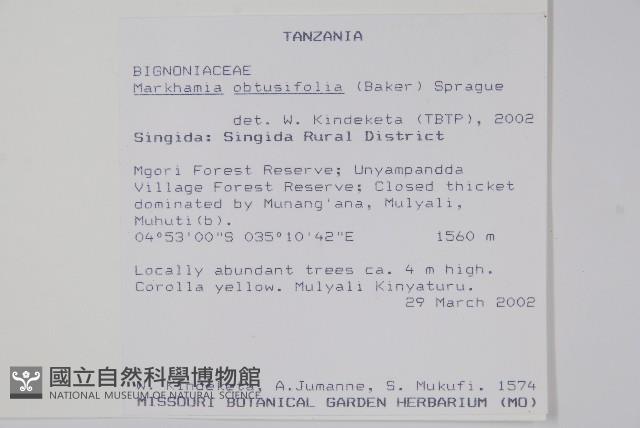 TANZANIA
BIGNONIACEAE
Markhamia obtusifolia (Baker) Sprague
det. W. Kindeketa (TBTP), 2002
Singida: Singida Rural District
Mgori Forest Reserve; Unyampandda
Village Forest Reserve; Closed thicket
dominated by Munang'ana, Mulyali,
Muhuti(b).
04°53'00"S 035°10'42"E 1560 m
Locally abundant trees ca. 4 m high.
Corolla yellow. Mulyali Kinyaturu.
29 March 2002
W. Kindeketa, A.Jumanne, S. Mukufi. 1574
MISSOURI BOTANICAL GARDEN HERBARIUM (MO)
國立自然科學博物館
NATIONAL MUSEUM OF NATURAL SCIENCE